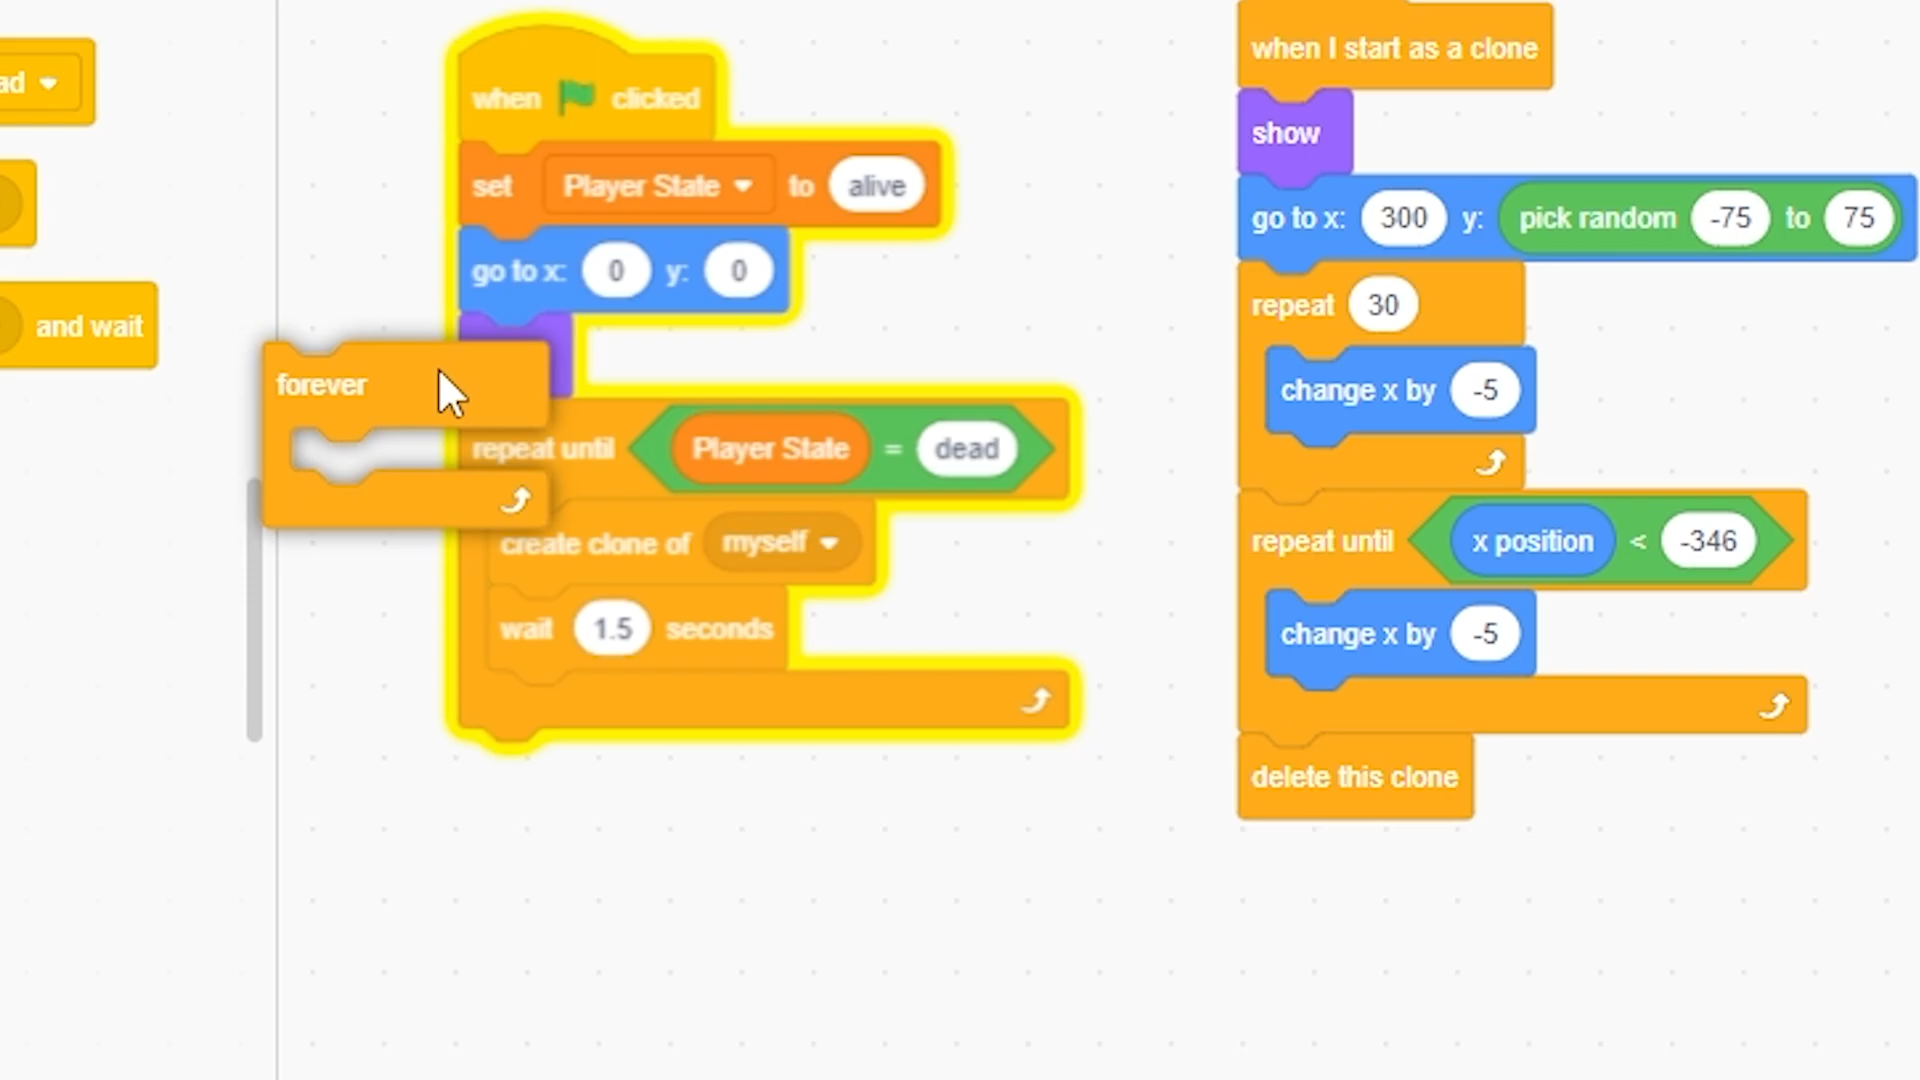 ad
and wait
forever
when clicked
set Player State to alive
go to x: 0 y: 0
repeat until Player State = dead
create clone of myself
wait 1.5 seconds
when I start as a clone
show
go to x: 300 y: pick random -75 to 75
repeat 30
change x by -5
repeat until x position < -346
change x by -5
delete this clone